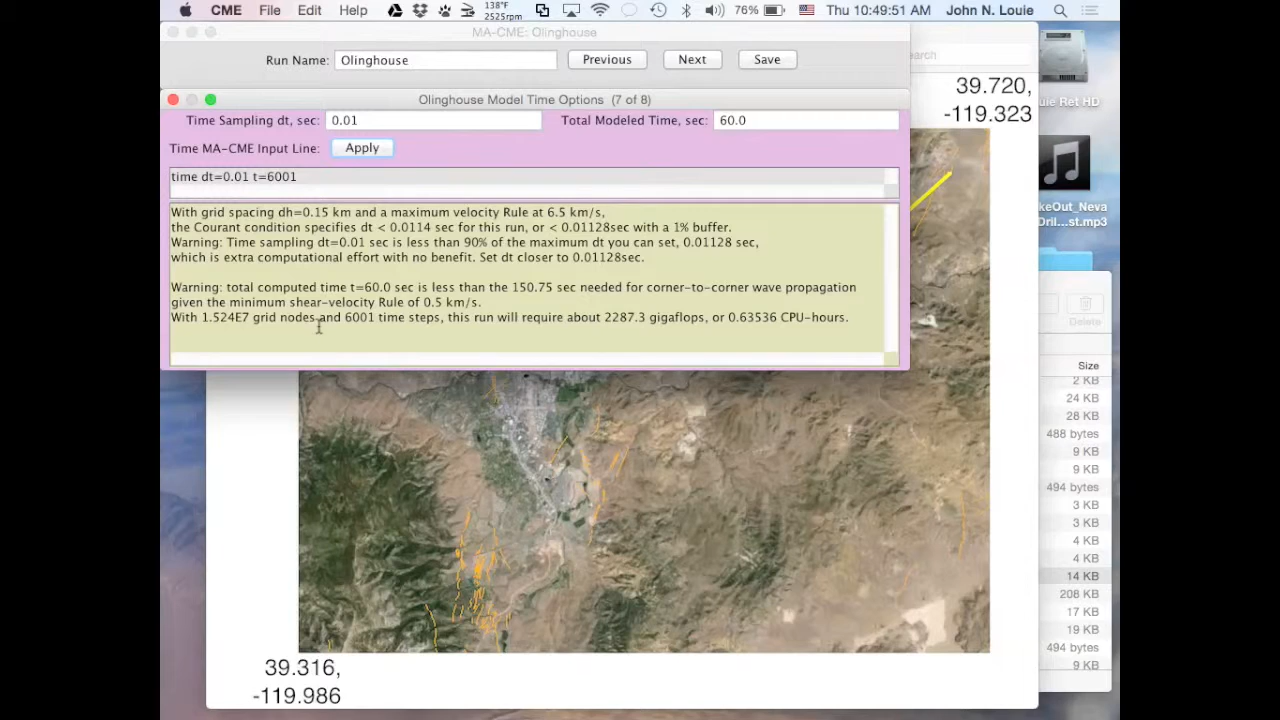 CME File Edit Help
138°F
2525rpm
76%
Thu 10:49:51 AM John N. Louie
MA-CME: Olinghouse
Run Name: Olinghouse Previous Next Save
earch
39.720,
-119.323
uie Ret HD
Olinghouse Model Time Options (7 of 8)
Time Sampling dt, sec: 0.01 Total Modeled Time, sec: 60.0
Time MA-CME Input Line: Apply
time dt=0.01 t=6001
With grid spacing dh=0.15 km and a maximum velocity Rule at 6.5 km/s,
the Courant condition specifies dt < 0.0114 sec for this run, or < 0.01128sec with a 1% buffer.
Warning: Time sampling dt=0.01 sec is less than 90% of the maximum dt you can set, 0.01128 sec,
which is extra computational effort with no benefit. Set dt closer to 0.01128sec.
Warning: total computed time t=60.0 sec is less than the 150.75 sec needed for corner-to-corner wave propagation
given the minimum shear-velocity Rule of 0.5 km/s.
With 1.524E7 grid nodes and 6001 time steps, this run will require about 2287.3 gigaflops, or 0.63536 CPU-hours.
keOut_Neva
Dril...st.mp3
Delete
Size
2 KB
24 KB
28 KB
488 bytes
9 KB
9 KB
494 bytes
3 KB
3 KB
4 KB
4 KB
14 KB
208 KB
17 KB
19 KB
494 bytes
9 KB
39.316,
-119.986